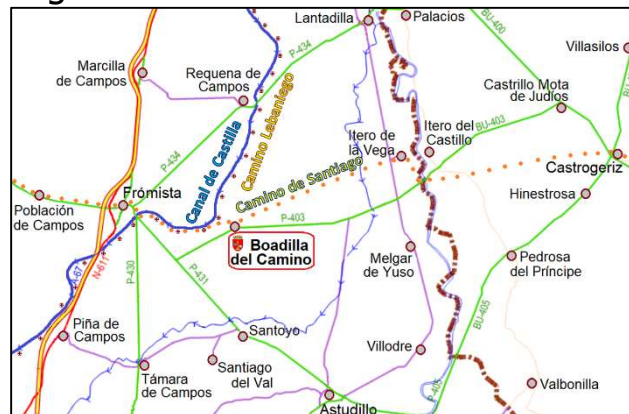 Lantadilla
Palacios
BU-400
Villasilos
P-434
Marcilla
de Campos
Requena de
Campos
Castrillo Mota
de Judíos
BU-403
Camino Lebaniego
Canal de Castilla
Itero de
la Vega
Itero del
Castillo
Castrogeriz
P-434
Camino de Santiago
Hinestrosa
Frómista
Población
de Campos
P-403
Boadilla
del Camino
Melgar
de Yuso
Pedrosa
del Príncipe
A-67
N-611
P-430
P-431
BU-405
Piña de
Campos
Santoyo
Villodre
Támara
de Campos
Santiago
del Val
P-405
Valbonilla
Astudillo